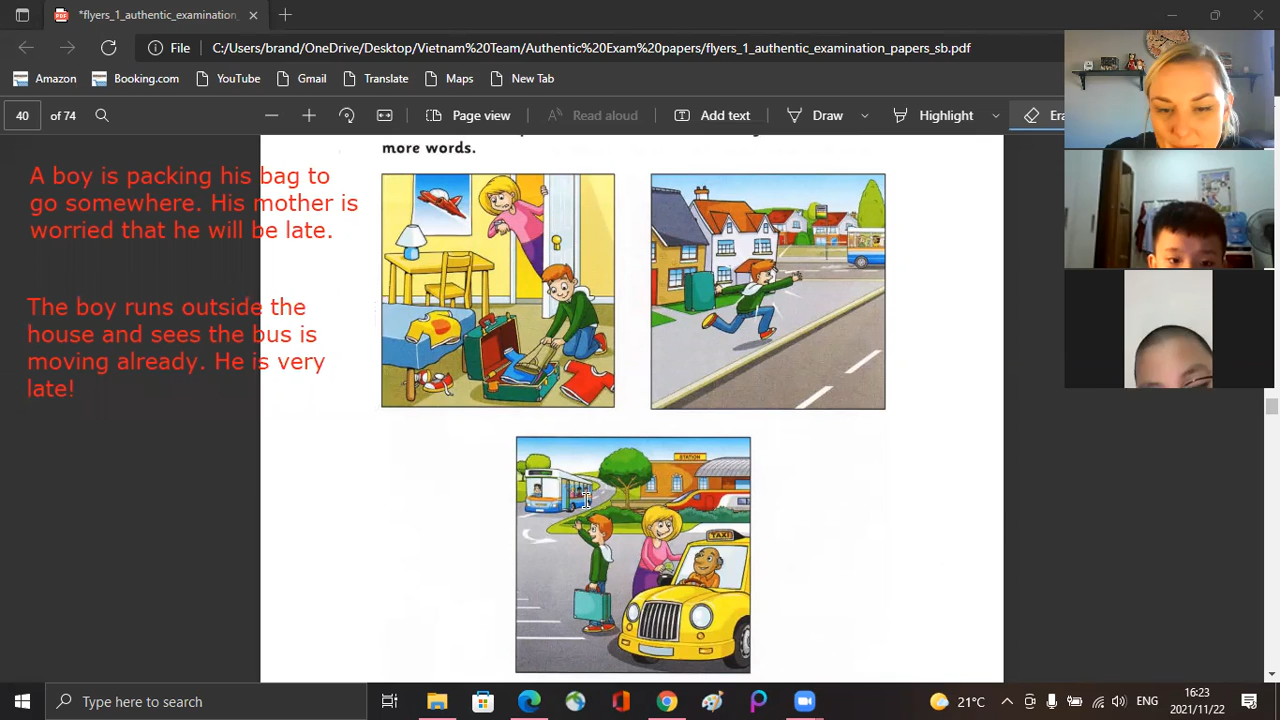 *flyers_1_authentic_examination_
File
C:/Users/brand/OneDrive/Desktop/Vietnam%20Team/Authentic%20Exam%20papers/flyers_1_authentic_examination_papers_sb.pdf
Amazon
Booking.com
YouTube
Gmail
Translate
Maps
New Tab
40 of 74
Page view
Read aloud
Add text
Draw
Highlight
more words.
A boy is packing his bag to
go somewhere. His mother is
worried that he will be late.
The boy runs outside the
house and sees the bus is
moving already. He is very
late!
STATION
TAXI
Type here to search
21°C
ENG
16:23
2021/11/22